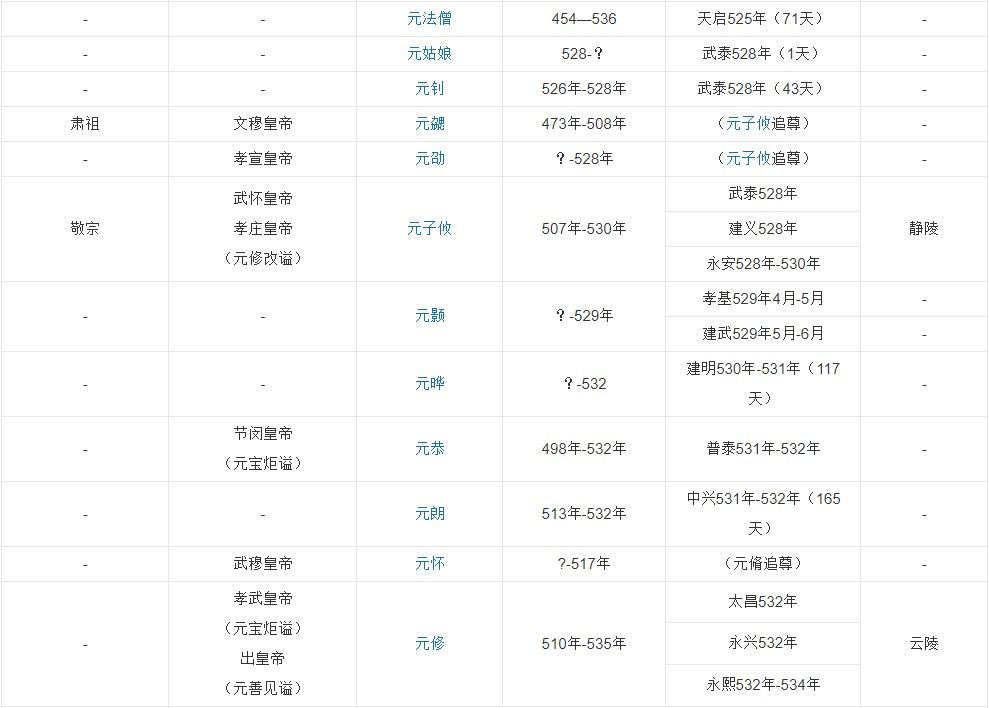 - - 元法僧 454—536 天启525年（71天） -
- - 元姑娘 528-？ 武泰528年（1天） -
- - 元钊 526年-528年 武泰528年（43天） -
肃祖 文穆皇帝 元勰 473年-508年 （元子攸追尊） -
- 孝宣皇帝 元劭 ？-528年 （元子攸追尊） -
敬宗
武怀皇帝
孝庄皇帝
（元修改谥）
元子攸
507年-530年
武泰528年
建义528年
永安528年-530年
静陵
- - 元颢 ？-529年
孝基529年4月-5月 -
建武529年5月-6月 -
- - 元晔 ？-532
建明530年-531年（117
天）
-
-
节闵皇帝
（元宝炬谥）
元恭 498年-532年 普泰531年-532年 -
- - 元朗 513年-532年
中兴531年-532年（165
天）
-
- 武穆皇帝 元怀 ?-517年 （元脩追尊） -
-
孝武皇帝
（元宝炬谥）
出皇帝
（元善见谥）
元修
510年-535年
太昌532年
永兴532年
永熙532年-534年
云陵